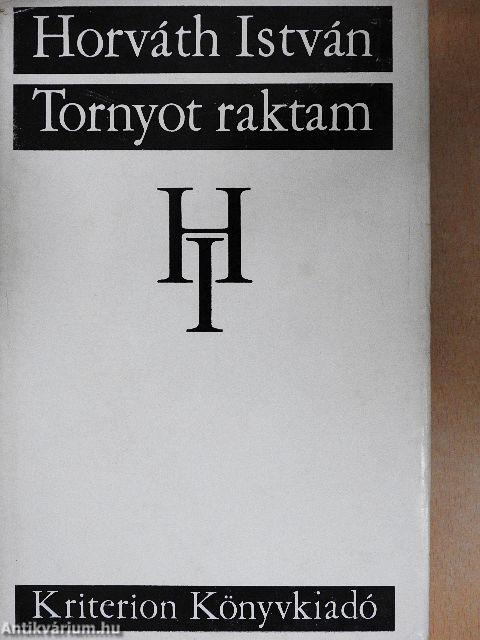 Horváth István
Tornyot raktam
HI
Kriterion Könyvkiadó
Antikvárium.hu